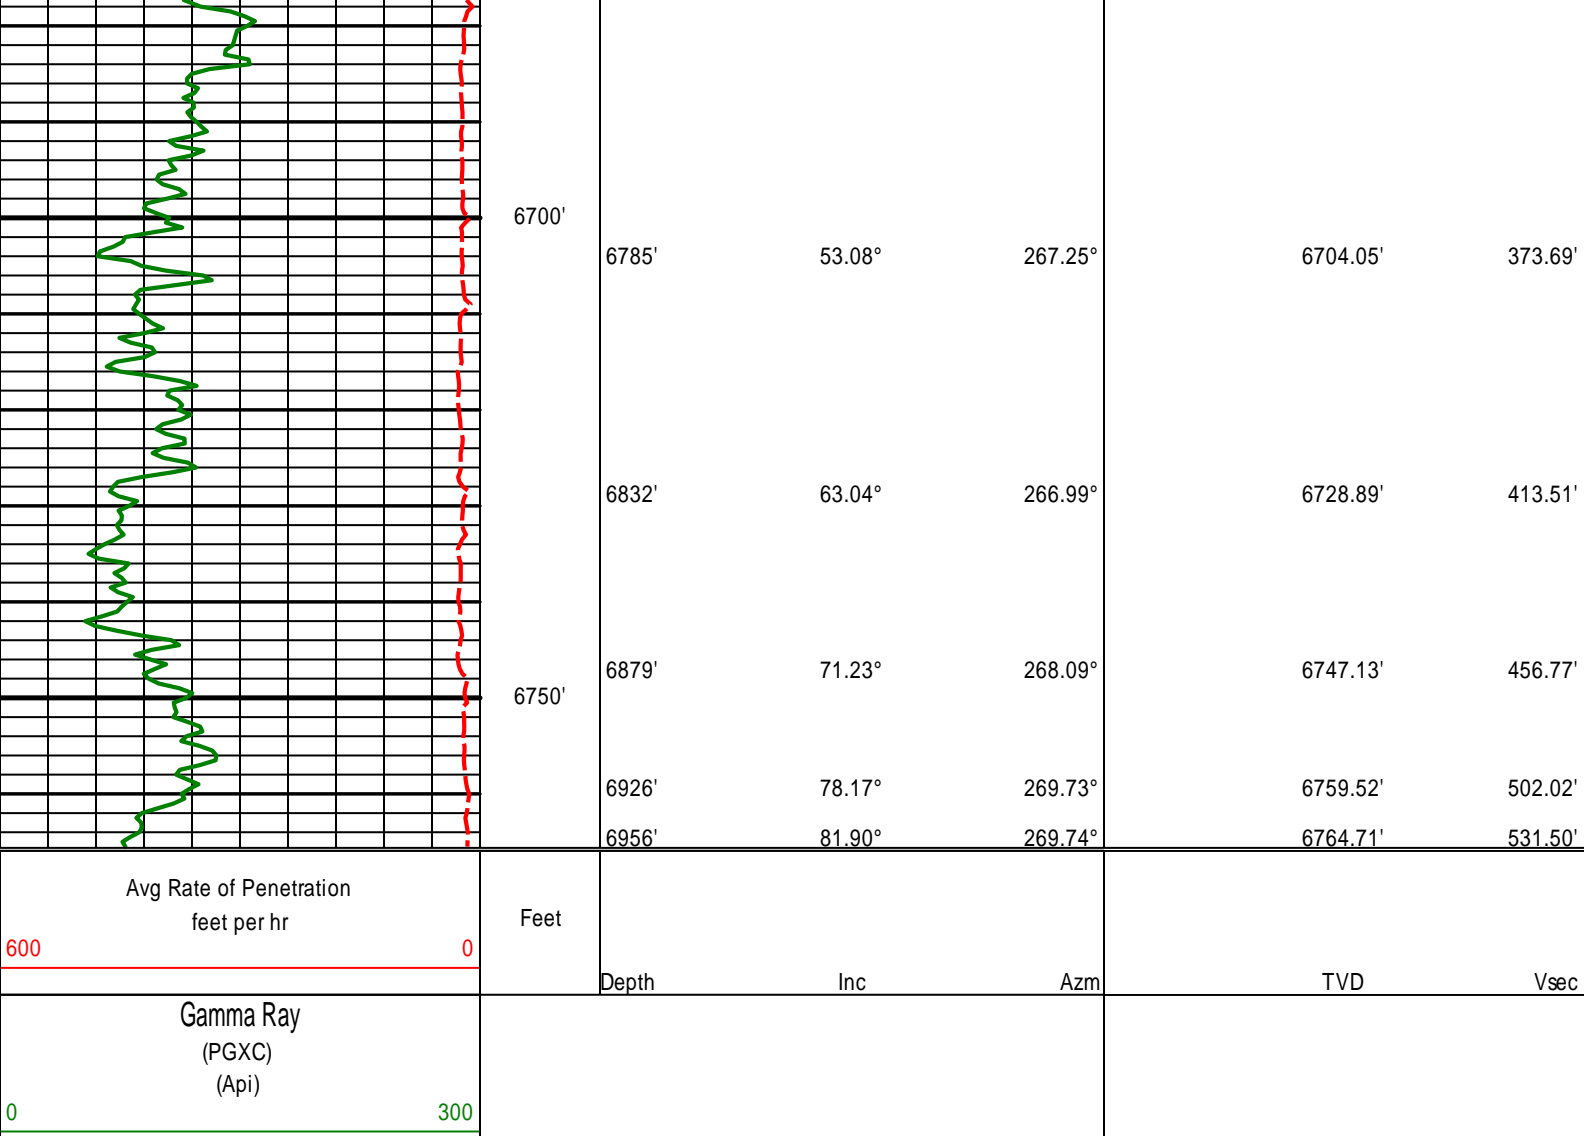 6700'
6785' 53.08° 267.25° 6704.05' 373.69'
6832' 63.04° 266.99° 6728.89' 413.51'
6879' 71.23° 268.09° 6747.13' 456.77'
6750'
6926' 78.17° 269.73° 6759.52' 502.02'
6956' 81.90° 269.74° 6764.71' 531.50'
Avg Rate of Penetration
feet per hr
600 0
Feet
Depth Inc Azm TVD Vsec
Gamma Ray
(PGXC)
(Api)
0 300